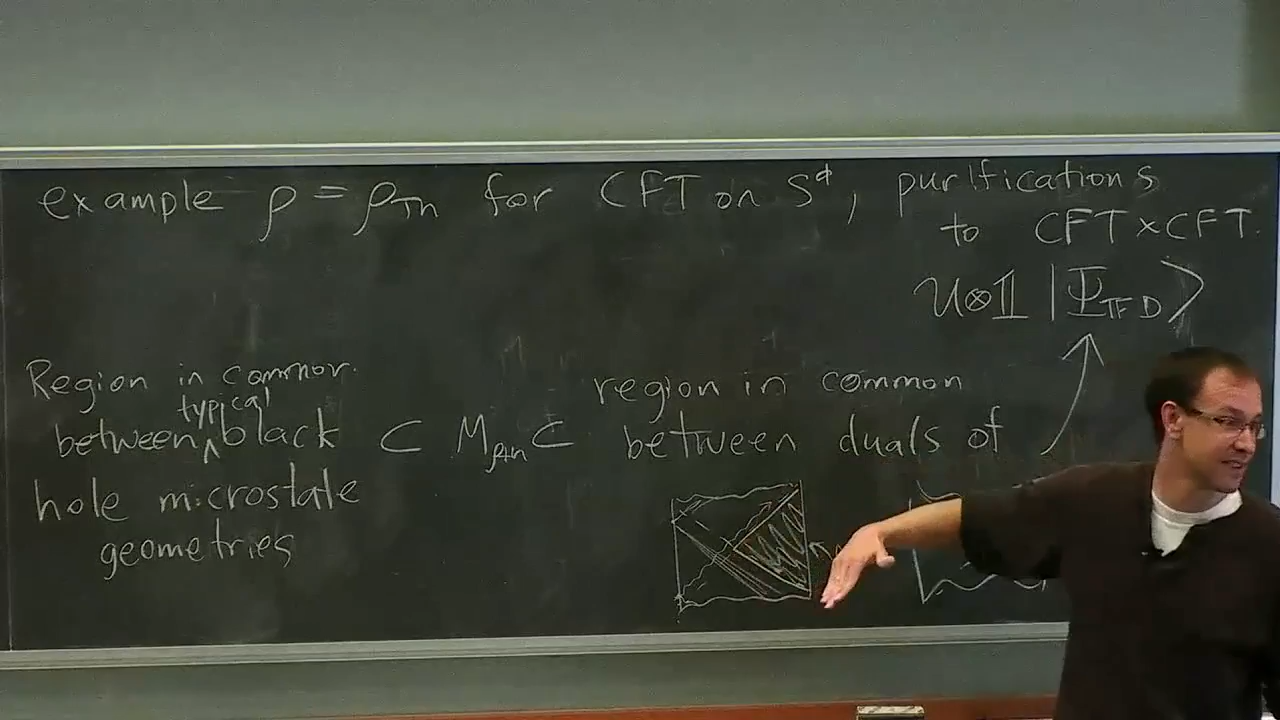 example ρ = ρ_Th for CFT on S^d, purifications
to CFT×CFT.
U⊗𝟙 |Ψ_TFD⟩
Region in common
between typical black
hole microstate
geometries
⊂ M_ρth ⊂
region in common
between duals of